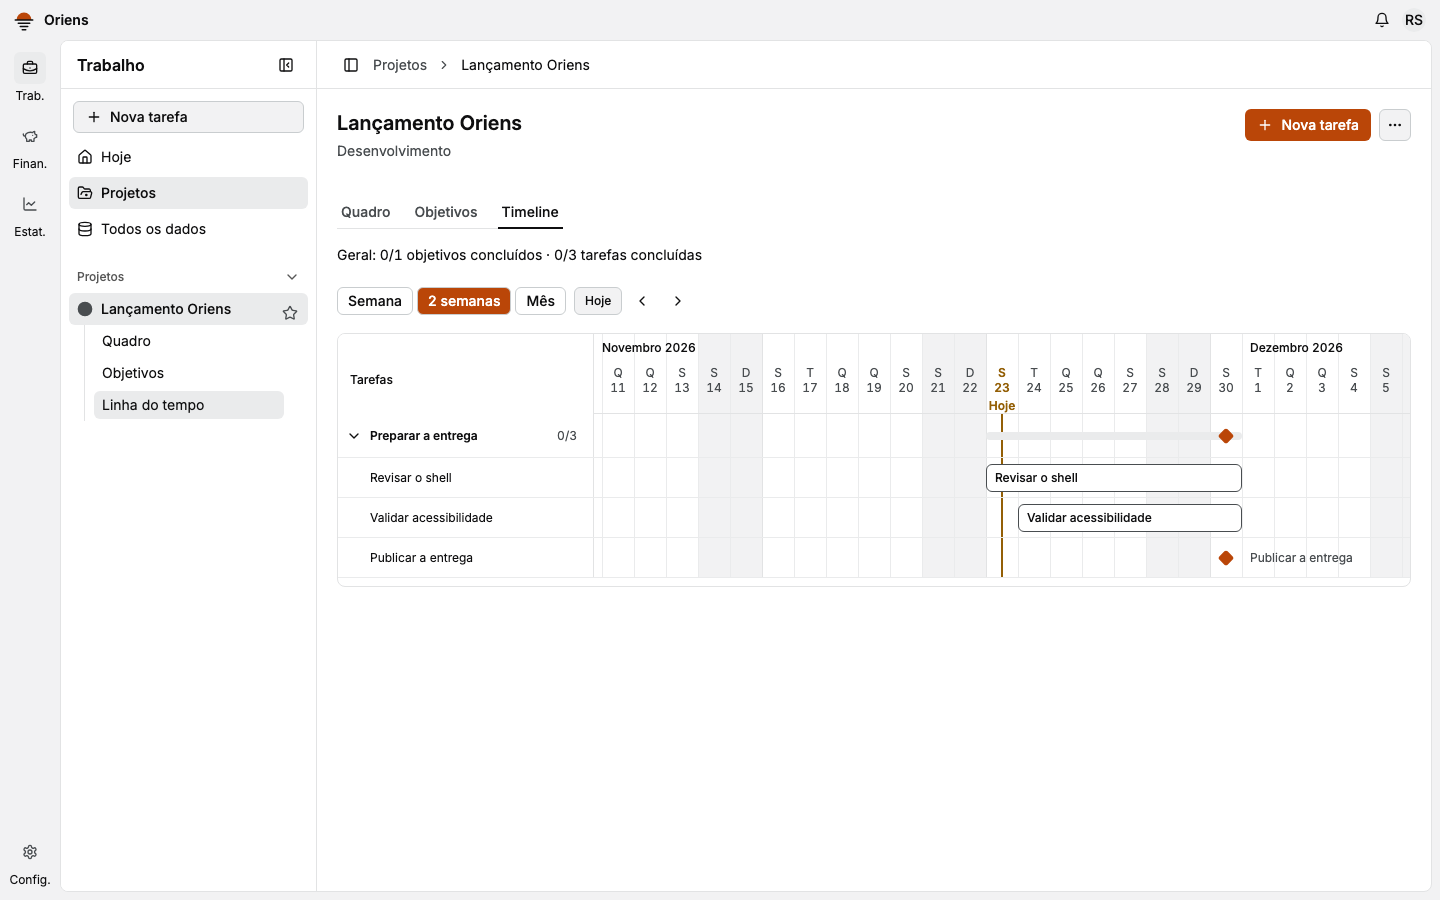 Oriens
RS
Trab.
Finan.
Estat.
Config.
Trabalho
Nova tarefa
Hoje
Projetos
Todos os dados
Projetos
Lançamento Oriens
Quadro
Objetivos
Linha do tempo
Projetos > Lançamento Oriens
Lançamento Oriens
Desenvolvimento
Nova tarefa
Quadro Objetivos Timeline
Geral: 0/1 objetivos concluídos · 0/3 tarefas concluídas
Semana 2 semanas Mês Hoje
Tarefas
Novembro 2026 Dezembro 2026
Q Q S S D S T Q Q S S D S T Q Q S S D S T Q Q S S
11 12 13 14 15 16 17 18 19 20 21 22 23 24 25 26 27 28 29 30 1 2 3 4 5
Hoje
Preparar a entrega 0/3
Revisar o shell Revisar o shell
Validar acessibilidade Validar acessibilidade
Publicar a entrega Publicar a entrega